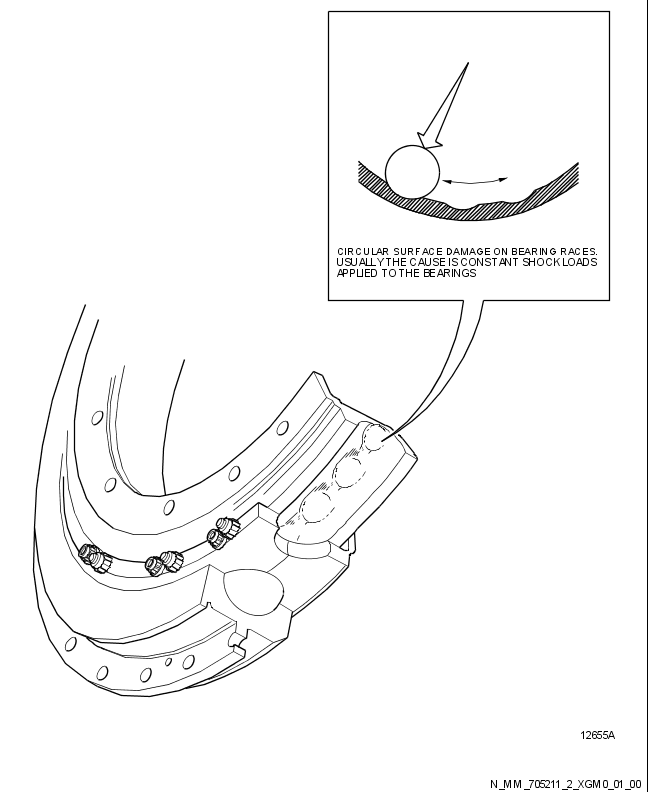 CIRCULAR SURFACE DAMAGE ON BEARING RACES.
USUALLY THE CAUSE IS CONSTANT SHOCK LOADS
APPLIED TO THE BEARINGS
12655A
N_MM_705211_2_XGM0_01_00